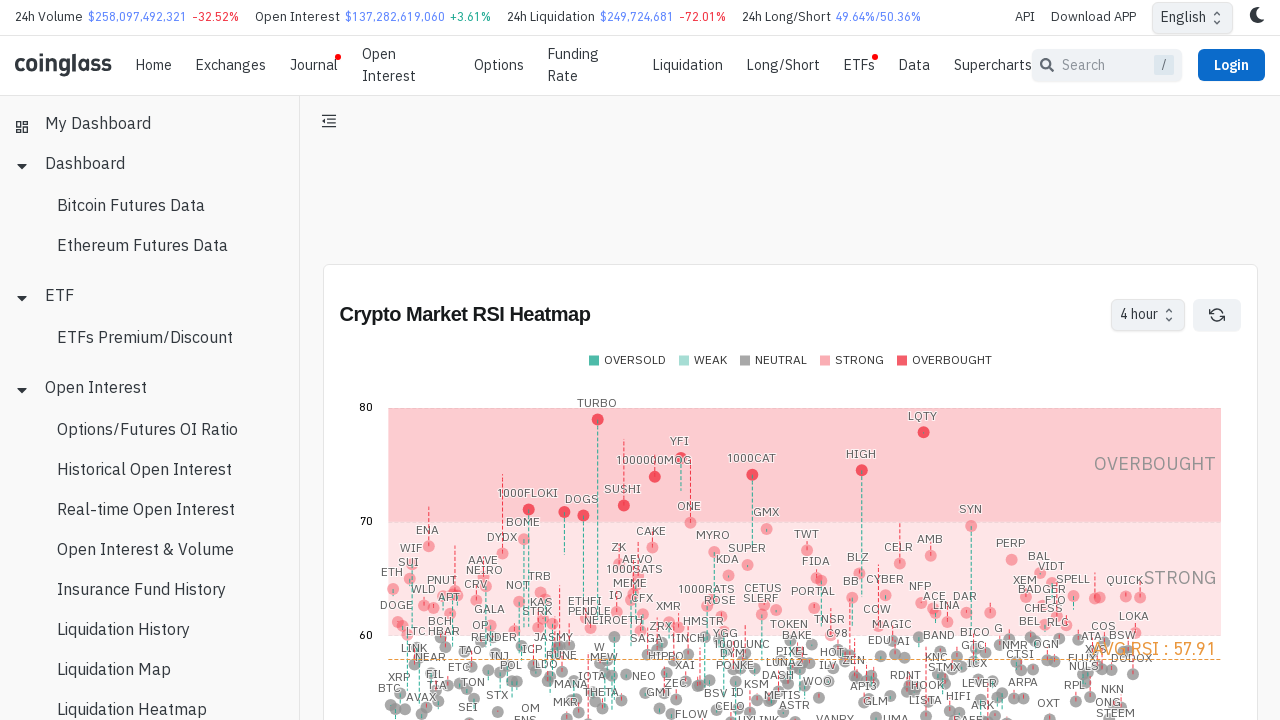 24h Volume $258,097,492,321 -32.52% Open Interest $137,282,619,060 +3.61% 24h Liquidation $249,724,681 -72.01% 24h Long/Short 49.64%/50.36% API Download APP English
coinglass Home Exchanges Journal Open Interest Options Funding Rate Liquidation Long/Short ETFs Data Supercharts Search / Login
My Dashboard
Dashboard
Bitcoin Futures Data
Ethereum Futures Data
ETF
ETFs Premium/Discount
Open Interest
Options/Futures OI Ratio
Historical Open Interest
Real-time Open Interest
Open Interest & Volume
Insurance Fund History
Liquidation History
Liquidation Map
Liquidation Heatmap
Crypto Market RSI Heatmap 4 hour
OVERSOLD WEAK NEUTRAL STRONG OVERBOUGHT
80
TURBO
LQTY
YFI
1000000MOG
1000CAT
HIGH
OVERBOUGHT
SUSHI
1000FLOKI
DOGS
ONE
GMX
SYN
70
BOME
ENA
DYDX
CAKE
MYRO
TWT
AMB
PERP
WIF
ZK
SUPER
CELR
SUI
AAVE
AEVO
KDA
FIDA
BLZ
BAL
ETH
NEIRO
1000SATS
VIDT
STRONG
PNUT
TRB
MEME
BB
CYBER
XEM
SPELL
QUICK
WLD
ARB
CRV
NOT
IO
1000RATS
CETUS
PORTAL
NFP
BADGER
DOGE
GALA
KAS
ETHFI
CFX
XMR
ROSE
SLERF
COW
ACE
DAR
LINA
FIO
CHESS
STRK
PENDLE
LOKA
BCH
OP
NEIROETH
ZRX
HMSTR
TOKEN
TNSR
MAGIC
BEL
RLC
60
LTC
HBAR
RENDER
JASMY
SAGA
1INCH
YGG
BAKE
C98
EDU
AI
BAND
BICO
G
ATA
COS
BSW
LINK
TAO
ICP
W
1000LUNC
PIXEL
HOT
GTC
NMR
OGN
AVG RSI : 57.91
NEAR
INJ
RUNE
MEW
HIPPO
DYM
LUNA2
ZEN
XNC
CTSI
FLUX
DODOX
ETC
POL
LDO
XAI
PONKE
ILV
STMX
ICX
NULS
XRP
FIL
IOTA
NEO
DASH
RDNT
BTC
TIA
TON
MANA
ZEC
KSM
WOO
API3
HOOK
LEVER
ARPA
RPL
AVAX
STX
THETA
GMT
BSV
ID
METIS
HIFI
NKN
MKR
CELO
ASTR
GLM
LISTA
ARK
OXT
ONG
SEI
OM
FLOW
STEEM
ENS
UXLINK
VANRY
UMA